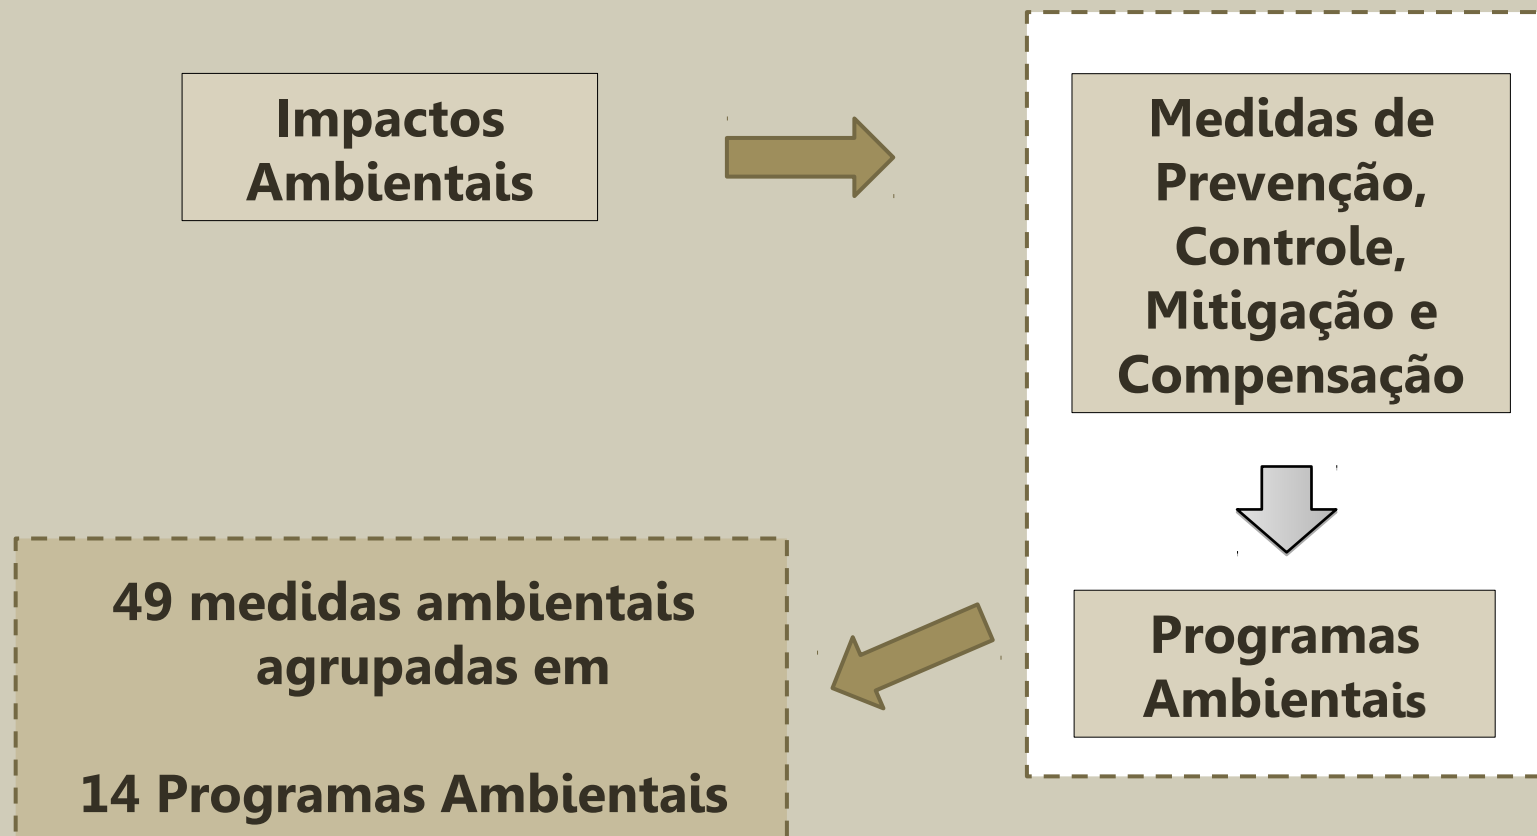 Impactos
Ambientais
Medidas de
Prevenção,
Controle,
Mitigação e
Compensação
Programas
Ambientais
49 medidas ambientais
agrupadas em
14 Programas Ambientais